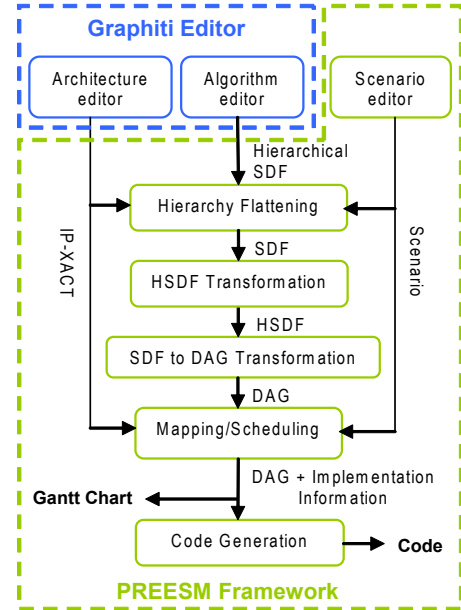 Graphiti Editor
Architecture
editor
Algorithm
editor
Scenario
editor
Hierarchical
SDF
Hierarchy Flattening
IP-XACT
SDF
Scenario
HSDF Transformation
HSDF
SDF to DAG Transformation
DAG
Mapping/Scheduling
DAG + Implementation
Information
Gantt Chart
Code Generation
Code
PREESM Framework